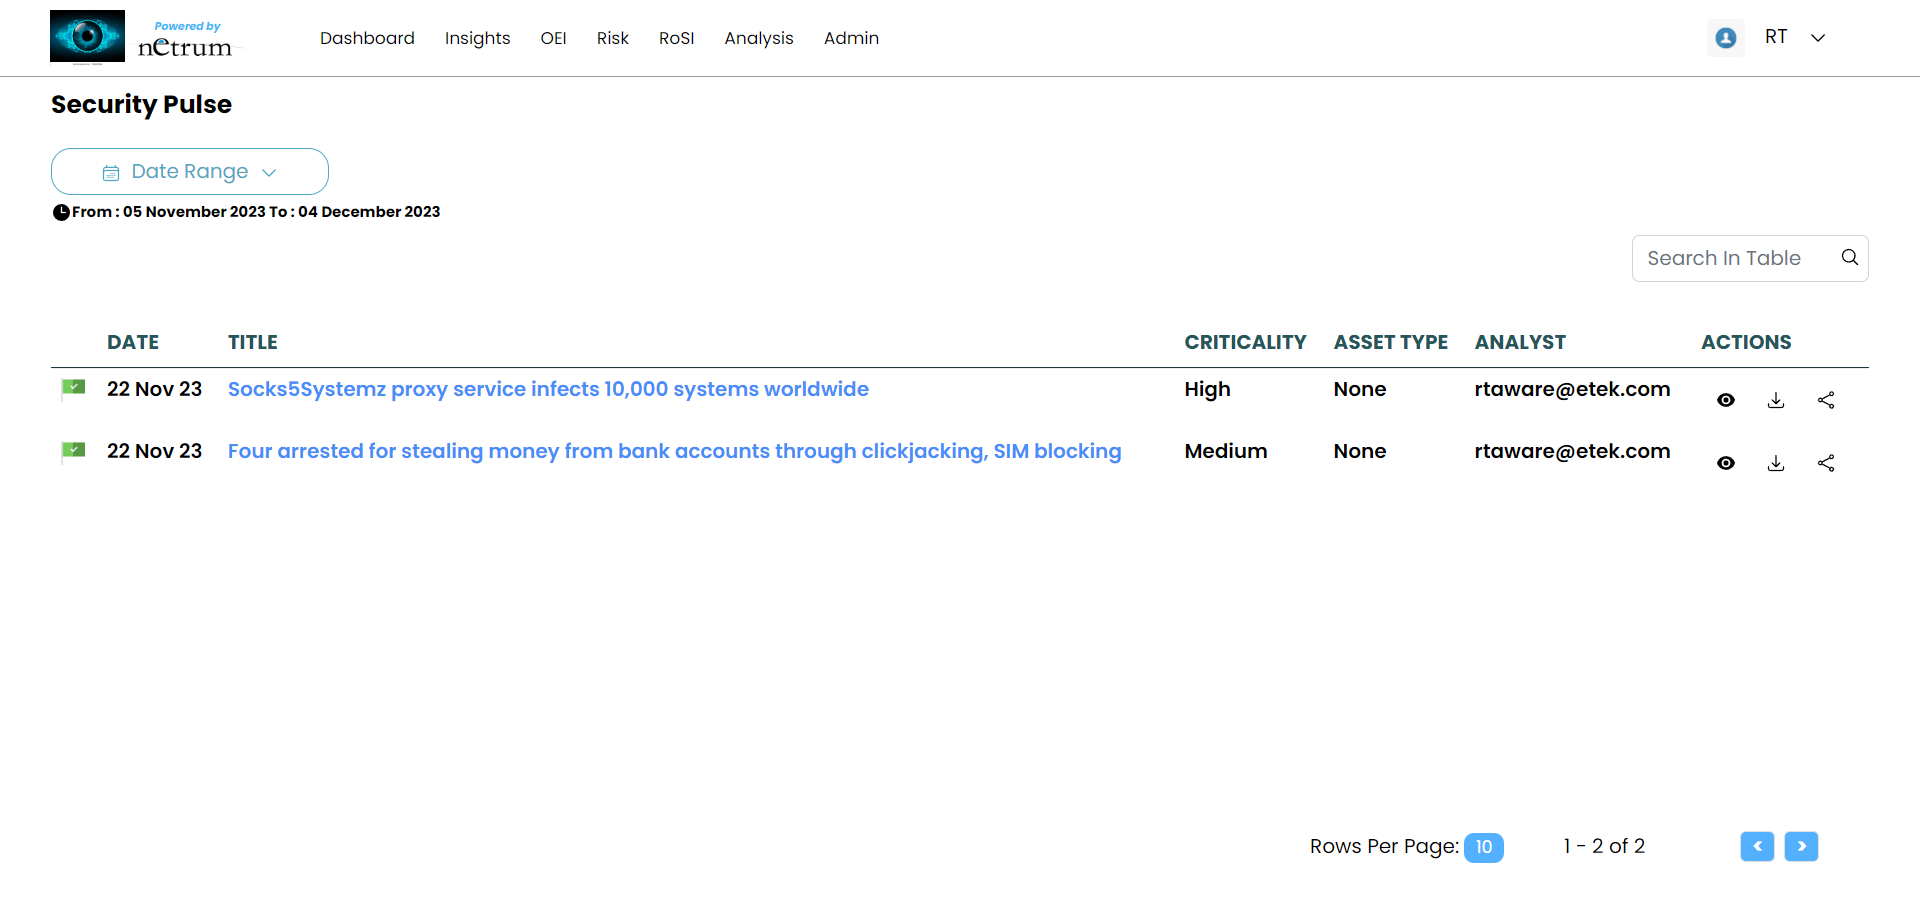 Powered by
netrum
Dashboard Insights OEI Risk RoSI Analysis Admin RT
Security Pulse
Date Range
From : 05 November 2023 To : 04 December 2023
Search In Table
DATE TITLE CRITICALITY ASSET TYPE ANALYST ACTIONS
22 Nov 23 Socks5Systemz proxy service infects 10,000 systems worldwide High None rtaware@etek.com
22 Nov 23 Four arrested for stealing money from bank accounts through clickjacking, SIM blocking Medium None rtaware@etek.com
Rows Per Page: 10 1 - 2 of 2